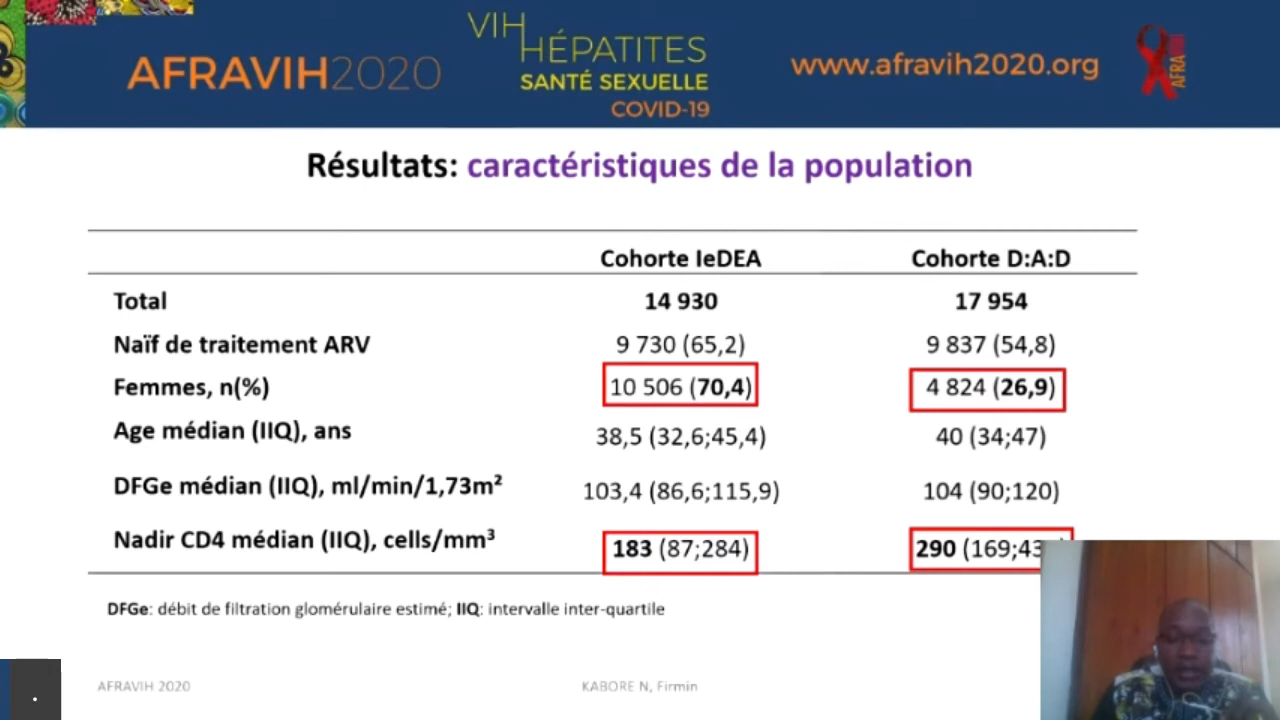 AFRAVIH2020
VIH
HÉPATITES
SANTÉ SEXUELLE
COVID-19
www.afravih2020.org
AFRA
Résultats: caractéristiques de la population
Cohorte IeDEA Cohorte D:A:D
Total 14 930 17 954
Naïf de traitement ARV 9 730 (65,2) 9 837 (54,8)
Femmes, n(%) 10 506 (70,4) 4 824 (26,9)
Age médian (IIQ), ans 38,5 (32,6;45,4) 40 (34;47)
DFGe médian (IIQ), ml/min/1,73m² 103,4 (86,6;115,9) 104 (90;120)
Nadir CD4 médian (IIQ), cells/mm³ 183 (87;284) 290 (169;43
DFGe: débit de filtration glomérulaire estimé; IIQ: intervalle inter-quartile
AFRAVIH 2020 KABORE N, Firmin